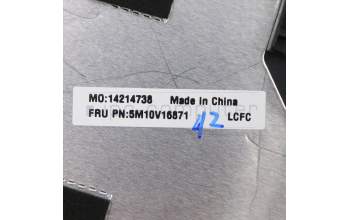 MO:14214738 Made in China
FRU PN:5M10V16871 42 LCFC